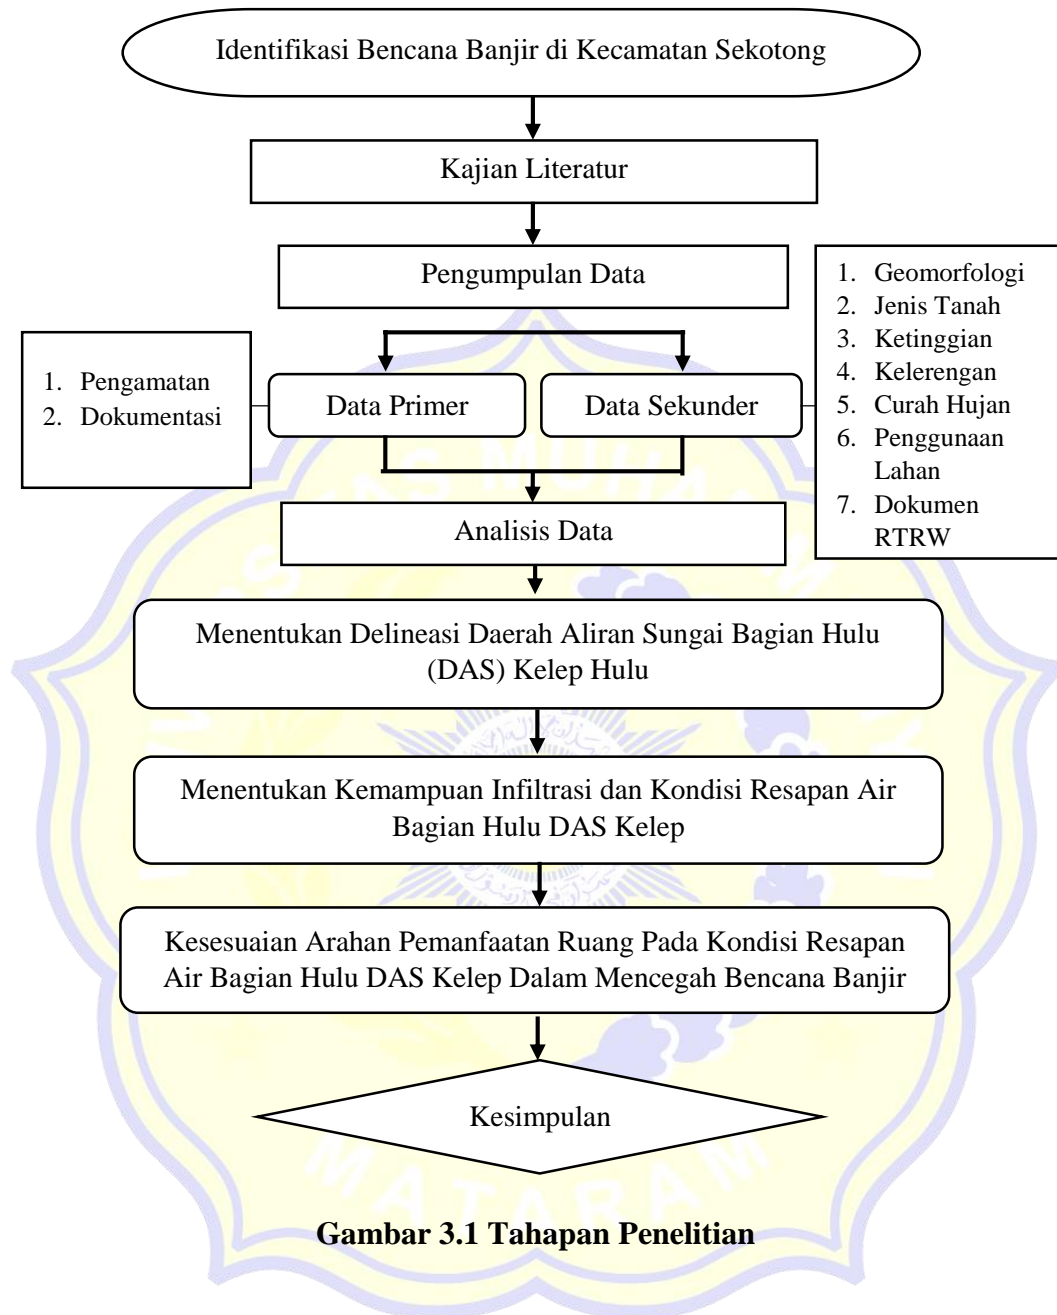 Identifikasi Bencana Banjir di Kecamatan Sekotong
Kajian Literatur
Pengumpulan Data
1. Geomorfologi
2. Jenis Tanah
3. Ketinggian
4. Kelerengan
5. Curah Hujan
6. Penggunaan
Lahan
7. Dokumen
RTRW
1. Pengamatan
2. Dokumentasi
Data Primer
Data Sekunder
Analisis Data
Menentukan Delineasi Daerah Aliran Sungai Bagian Hulu
(DAS) Kelep Hulu
Menentukan Kemampuan Infiltrasi dan Kondisi Resapan Air
Bagian Hulu DAS Kelep
Kesesuaian Arahan Pemanfaatan Ruang Pada Kondisi Resapan
Air Bagian Hulu DAS Kelep Dalam Mencegah Bencana Banjir
Kesimpulan
MATARAM
Gambar 3.1 Tahapan Penelitian